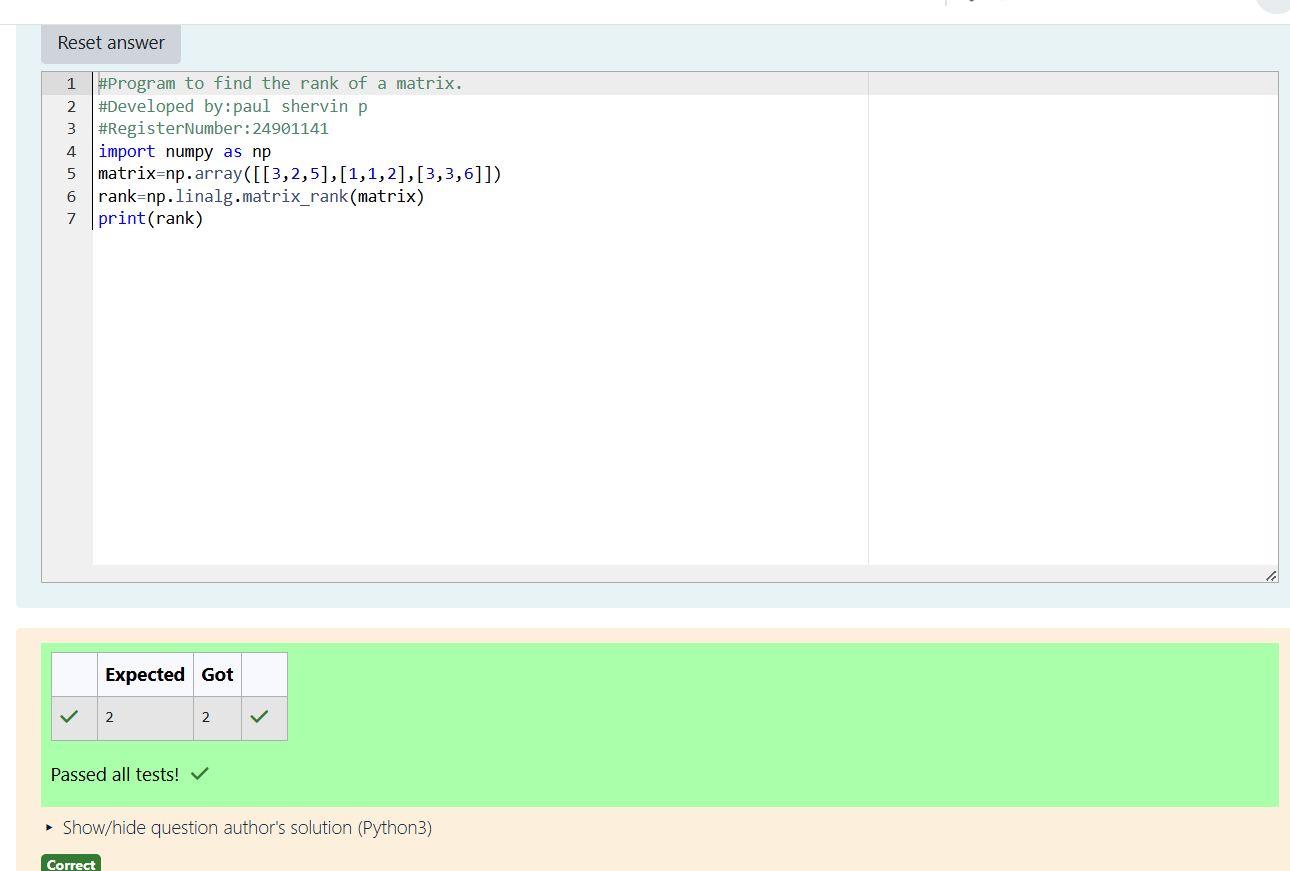 Reset answer
1 #Program to find the rank of a matrix.
2 #Developed by:paul shervin p
3 #RegisterNumber:24901141
4 import numpy as np
5 matrix=np.array([[3,2,5],[1,1,2],[3,3,6]])
6 rank=np.linalg.matrix_rank(matrix)
7 print(rank)
Expected Got
2 2
Passed all tests!
Show/hide question author's solution (Python3)
Correct